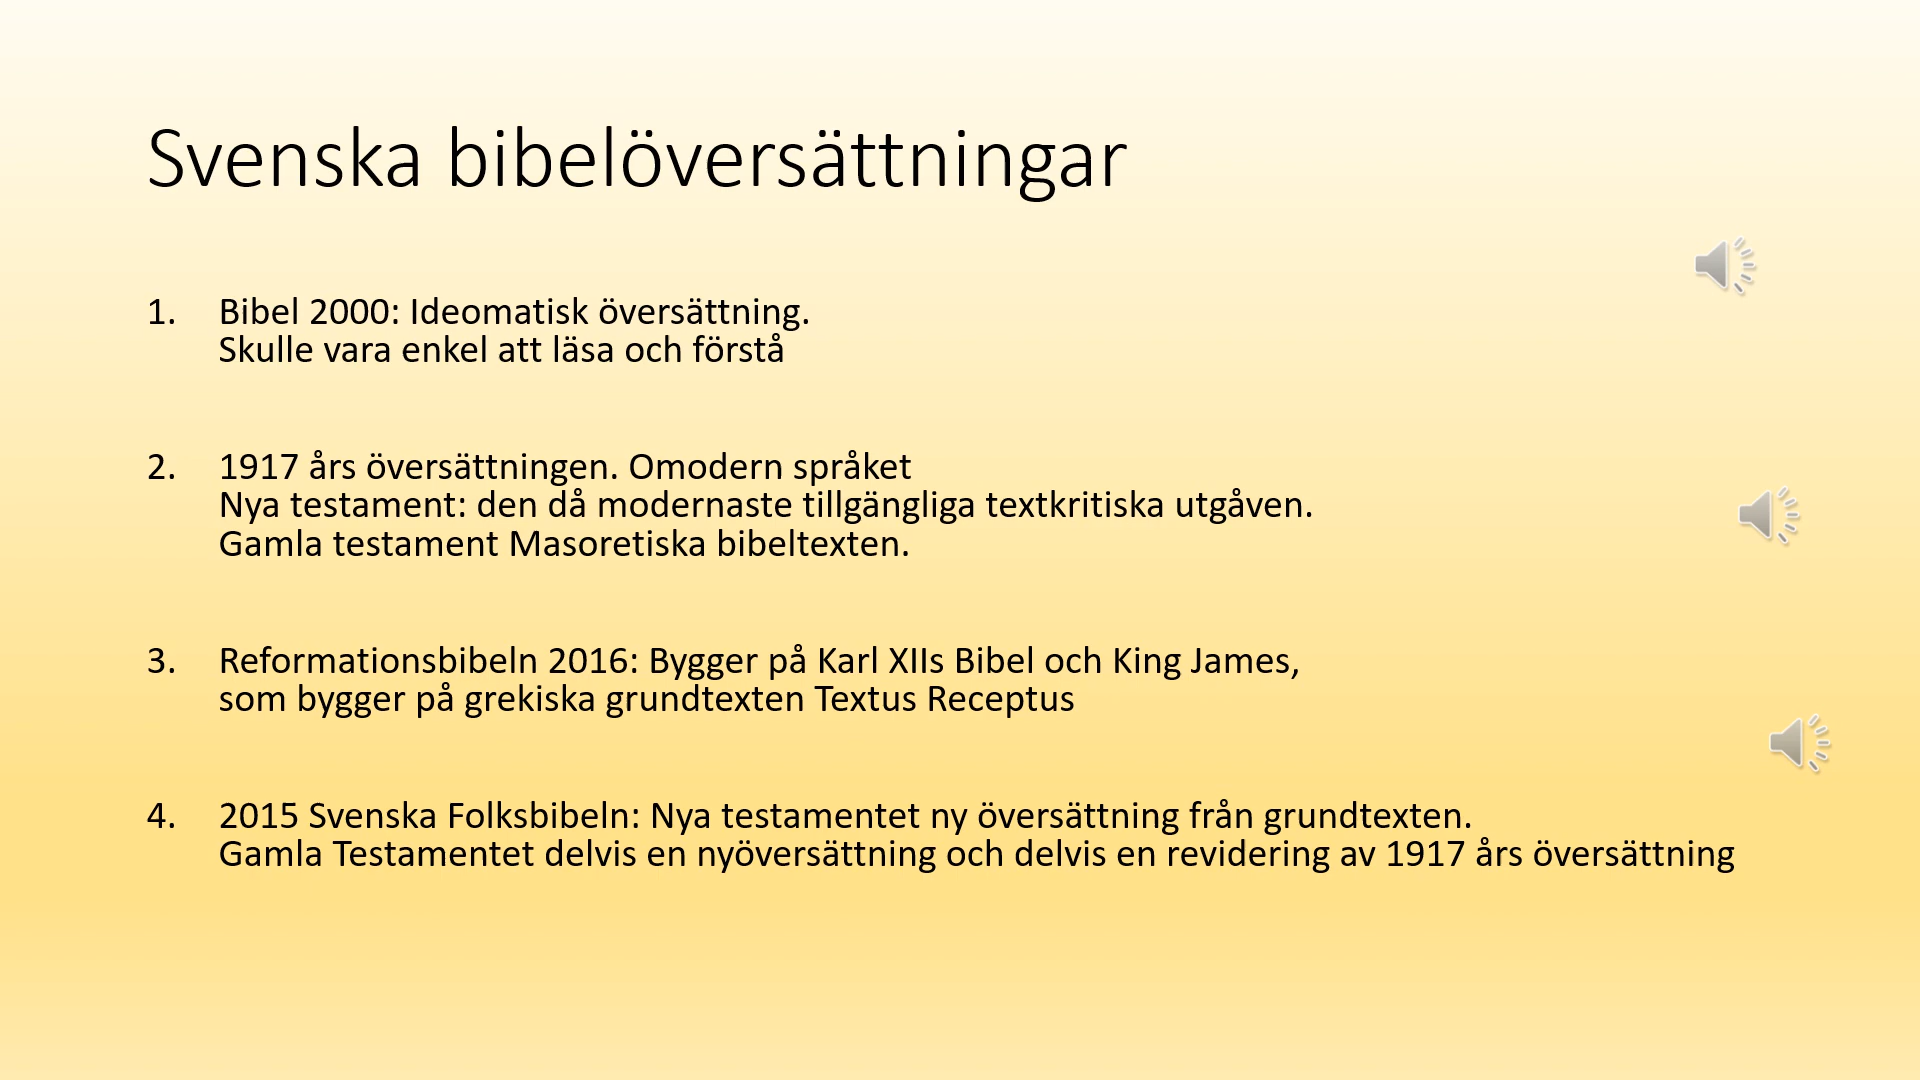 Svenska bibelöversättningar
1. Bibel 2000: Ideomatisk översättning.
Skulle vara enkel att läsa och förstå
2. 1917 års översättningen. Omodern språket
Nya testament: den då modernaste tillgängliga textkritiska utgåven.
Gamla testament Masoretiska bibeltexten.
3. Reformationsbibeln 2016: Bygger på Karl XIIs Bibel och King James,
som bygger på grekiska grundtexten Textus Receptus
4. 2015 Svenska Folksbibeln: Nya testamentet ny översättning från grundtexten.
Gamla Testamentet delvis en nyöversättning och delvis en revidering av 1917 års översättning